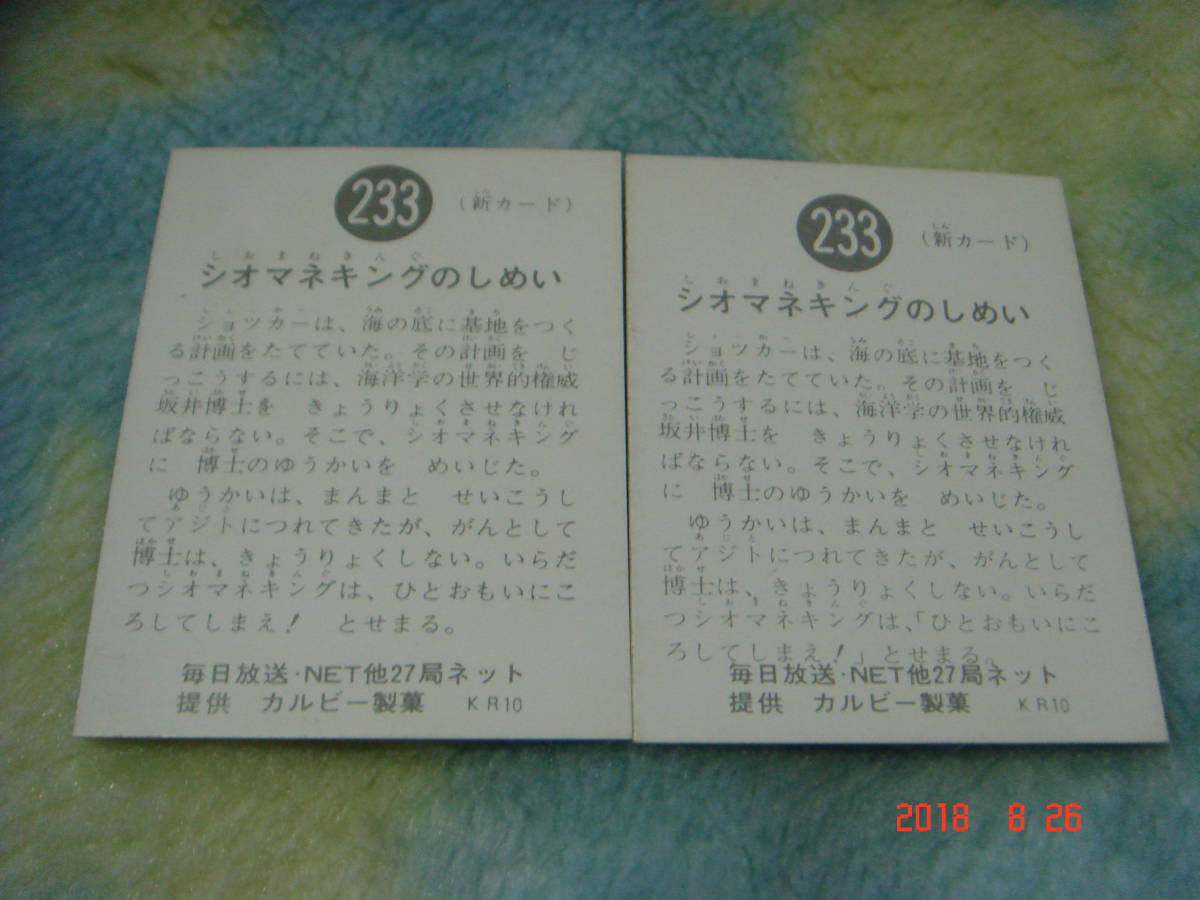 233
(新カード)
シオマネキングのしめい
ショッカーは、海の底に基地をつく
る計画をたてていた。その計画を じ
っこうするには、海洋学の世界的権威
坂井博士を きょうりょくさせなけれ
ばならない。そこで、シオマネキング
に 博士のゆうかいを めいじた。
ゆうかいは、まんまと せいこうし
てアジトにつれてきたが、がんとして
博士は、きょうりょくしない。いらだ
つシオマネキングは、ひとおもいにこ
ろしてしまえ! とせまる。
毎日放送・NET他27局ネット
提供 カルビー製菓 KR10
233
(新カード)
シオマネキングのしめい
ショッカーは、海の底に基地をつく
る計画をたてていた。その計画を じ
っこうするには、海洋学の世界的権威
坂井博士を きょうりょくさせなけれ
ばならない。そこで、シオマネキング
に 博士のゆうかいを めいじた。
ゆうかいは、まんまと せいこうし
てアジトにつれてきたが、がんとして
博士は、きょうりょくしない。いらだ
つシオマネキングは、「ひとおもいにこ
ろしてしまえ!」とせまる。
毎日放送・NET他27局ネット
提供 カルビー製菓 KR10
2018 8 26